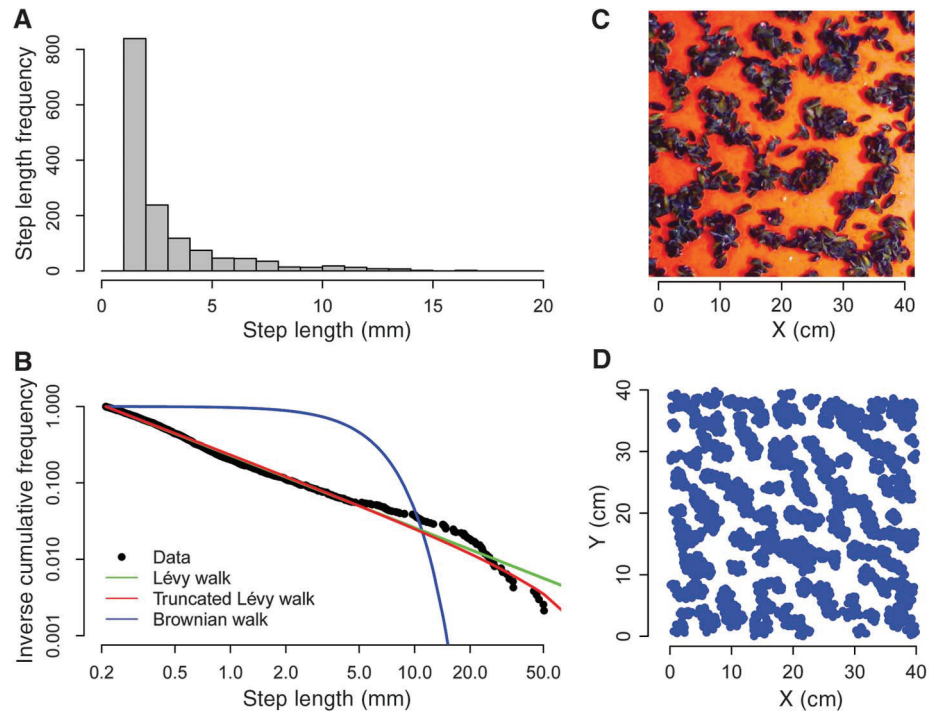 A
Step length frequency
800
600
400
200
0
0 5 10 15 20
Step length (mm)
B
Inverse cumulative frequency
1.000
0.100
0.010
0.001
Data
Lévy walk
Truncated Lévy walk
Brownian walk
0.2 0.5 1.0 2.0 5.0 10.0 20.0 50.0
Step length (mm)
C
0 10 20 30 40
X (cm)
D
Y (cm)
40
30
20
10
0
0 10 20 30 40
X (cm)